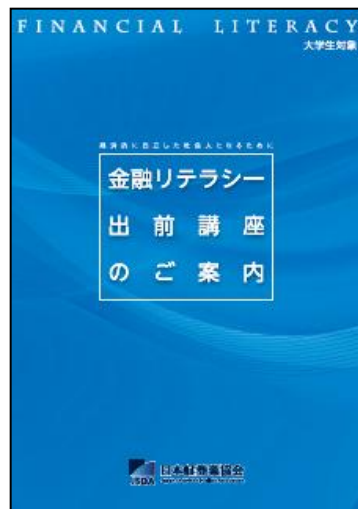 FINANCIAL LITERACY
大学生対象
経済的に自立した社会人となるために
金融リテラシー
出前講座
のご案内
JSDA 日本証券業協会